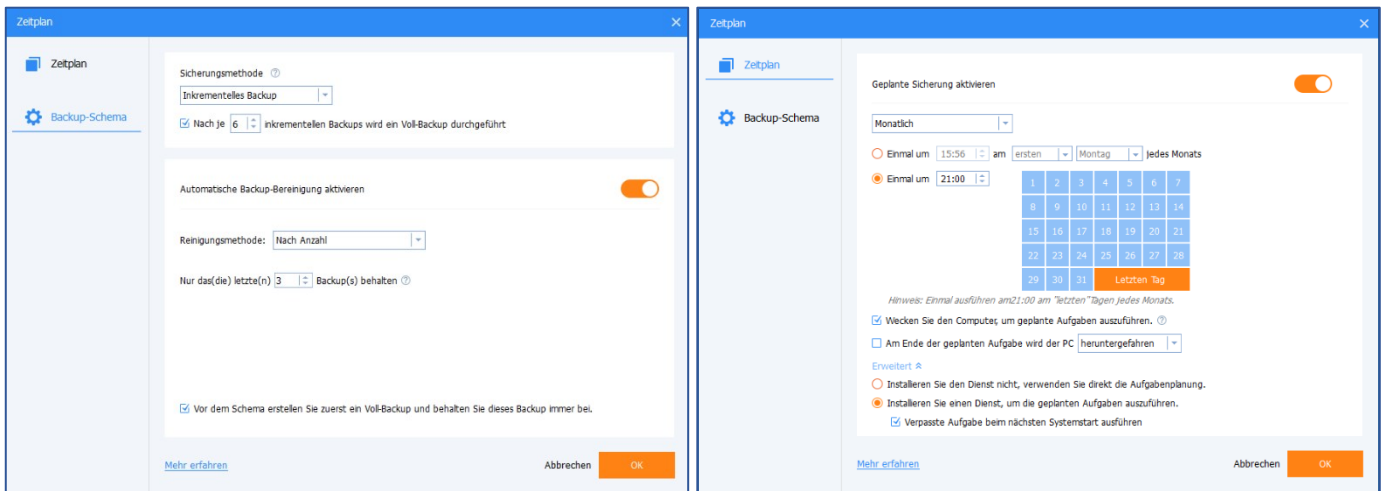 Zeitplan
Zeitplan
Backup-Schema
Sicherungsmethode
Inkrementelles Backup
Nach je 6 inkrementellen Backups wird ein Voll-Backup durchgeführt
Automatische Backup-Bereinigung aktivieren
Reinigungsmethode: Nach Anzahl
Nur das(die) letzte(n) 3 Backup(s) behalten
Vor dem Schema erstellen Sie zuerst ein Voll-Backup und behalten Sie dieses Backup immer bei.
Mehr erfahren
Abbrechen
OK
Zeitplan
Zeitplan
Backup-Schema
Geplante Sicherung aktivieren
Monatlich
Einmal um 15:56 am ersten Montag jedes Monats
Einmal um 21:00
1 2 3 4 5 6 7
8 9 10 11 12 13 14
15 16 17 18 19 20 21
22 23 24 25 26 27 28
29 30 31 Letzten Tag
Hinweis: Einmal ausführen am21:00 am "letzten"Tagen jedes Monats.
Wecken Sie den Computer, um geplante Aufgaben auszuführen.
Am Ende der geplanten Aufgabe wird der PC heruntergefahren
Erweitert
Installieren Sie den Dienst nicht, verwenden Sie direkt die Aufgabenplanung.
Installieren Sie einen Dienst, um die geplanten Aufgaben auszuführen.
Verpasste Aufgabe beim nächsten Systemstart ausführen
Mehr erfahren
Abbrechen
OK